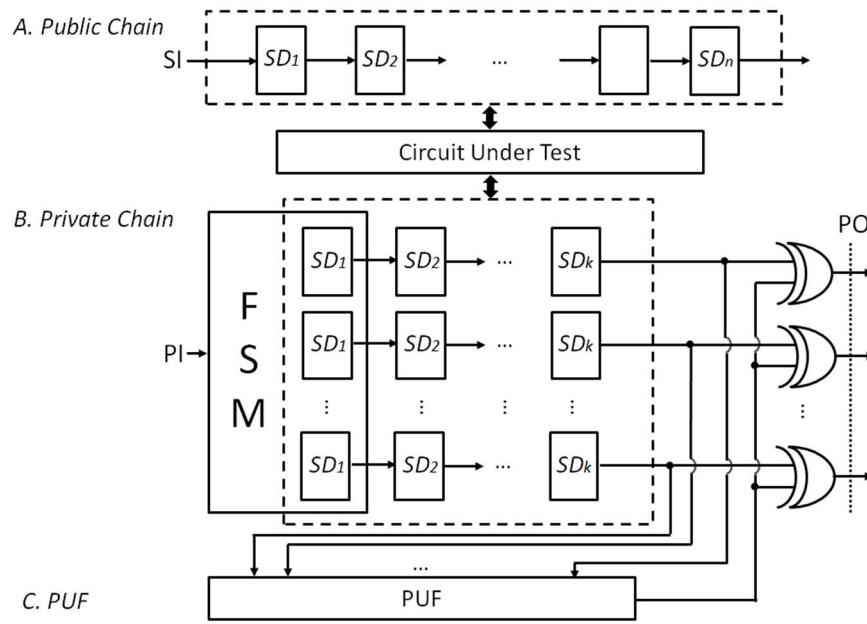 A. Public Chain
SI
SD1
SD2
...
SDn
Circuit Under Test
B. Private Chain
PO
SD1
SD2
...
SDk
F
S
M
PI
SD1
SD2
...
SDk
...
...
...
...
SD1
SD2
...
SDk
...
C. PUF
PUF